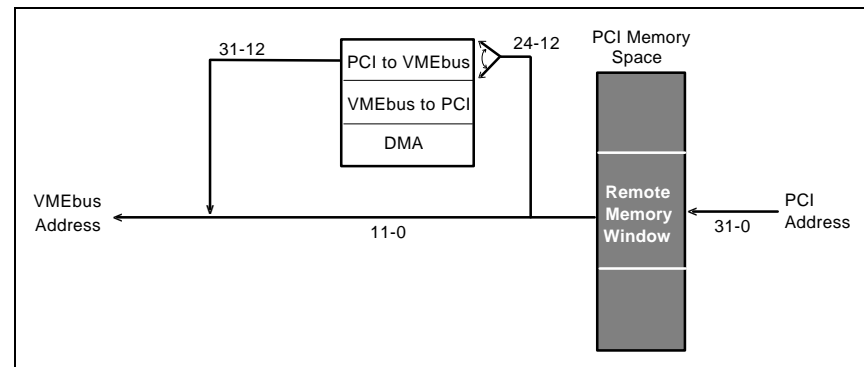 31-12
PCI to VMEbus
VMEbus to PCI
DMA
24-12
PCI Memory
Space
Remote
Memory
Window
VMEbus
Address
11-0
31-0
PCI
Address